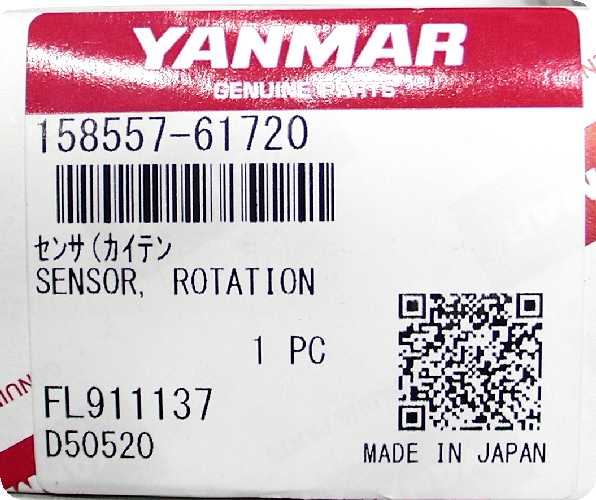 YANMAR
GENUINE PARTS
158557-61720
ｾﾝｻ(ｶｲﾃﾝ
SENSOR, ROTATION
1 PC
FL911137
D50520
MADE IN JAPAN